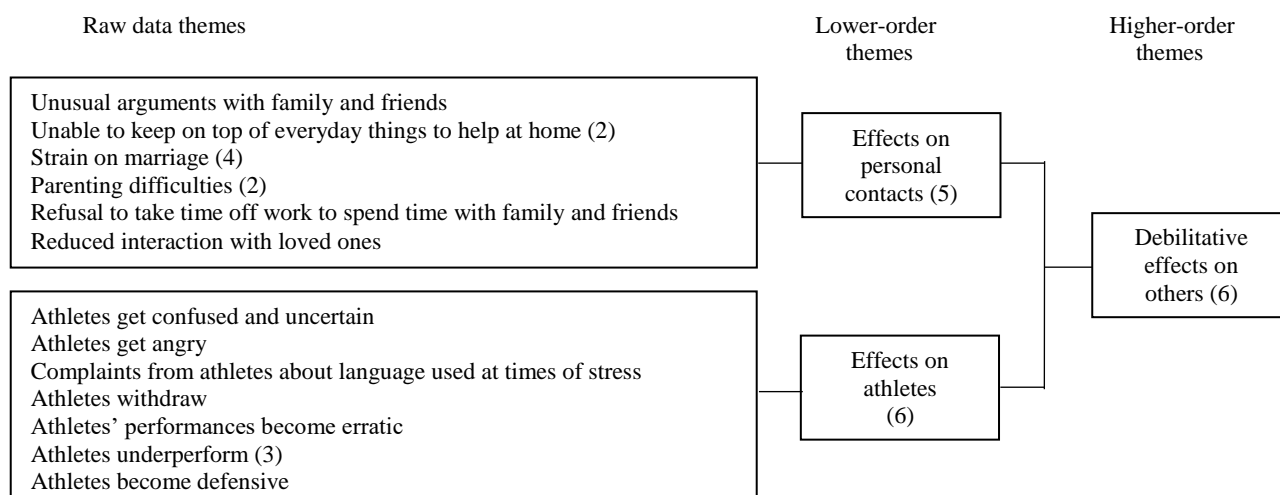 Raw data themes
Lower-order
themes
Higher-order
themes
Unusual arguments with family and friends
Unable to keep on top of everyday things to help at home (2)
Strain on marriage (4)
Parenting difficulties (2)
Refusal to take time off work to spend time with family and friends
Reduced interaction with loved ones
Effects on
personal
contacts (5)
Debilitative
effects on
others (6)
Athletes get confused and uncertain
Athletes get angry
Complaints from athletes about language used at times of stress
Athletes withdraw
Athletes’ performances become erratic
Athletes underperform (3)
Athletes become defensive
Effects on
athletes
(6)